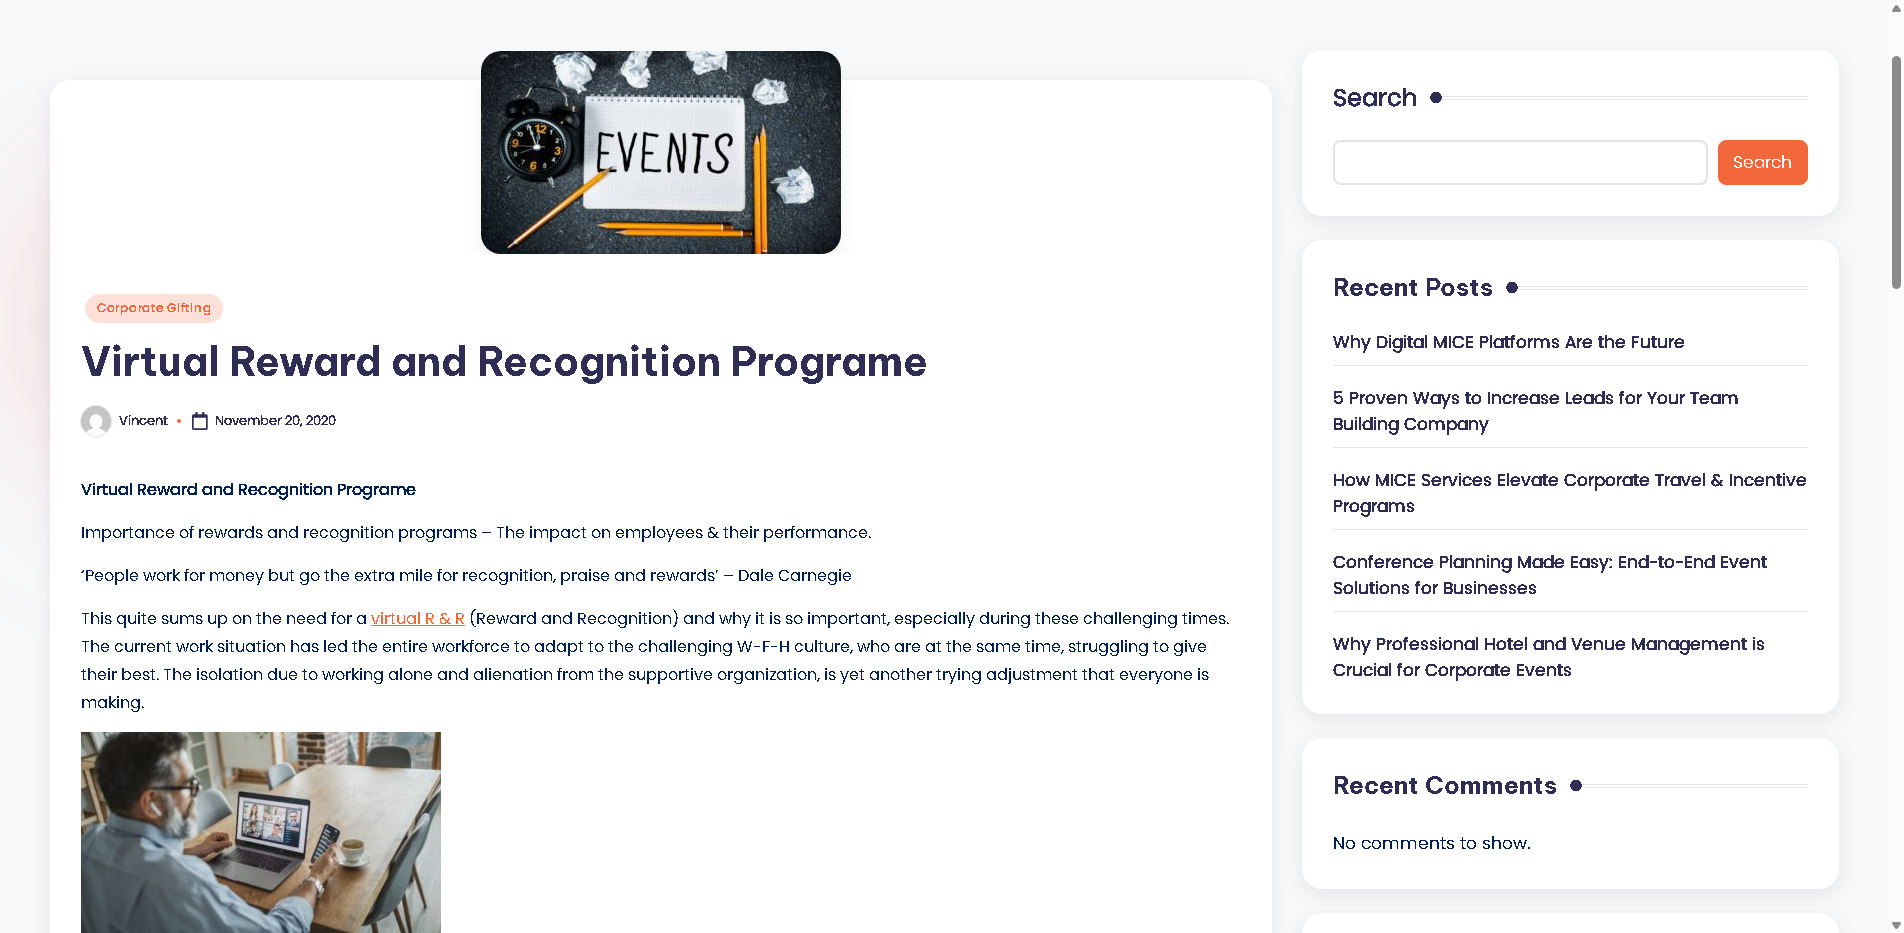 EVENTS
Corporate Gifting
Virtual Reward and Recognition Programe
Vincent • November 20, 2020
Virtual Reward and Recognition Programe
Importance of rewards and recognition programs – The impact on employees & their performance.
‘People work for money but go the extra mile for recognition, praise and rewards’ – Dale Carnegie
This quite sums up on the need for a virtual R & R (Reward and Recognition) and why it is so important, especially during these challenging times.
The current work situation has led the entire workforce to adapt to the challenging W-F-H culture, who are at the same time, struggling to give
their best. The isolation due to working alone and alienation from the supportive organization, is yet another trying adjustment that everyone is
making.
Search
Search
Recent Posts
Why Digital MICE Platforms Are the Future
5 Proven Ways to Increase Leads for Your Team
Building Company
How MICE Services Elevate Corporate Travel & Incentive
Programs
Conference Planning Made Easy: End-to-End Event
Solutions for Businesses
Why Professional Hotel and Venue Management is
Crucial for Corporate Events
Recent Comments
No comments to show.